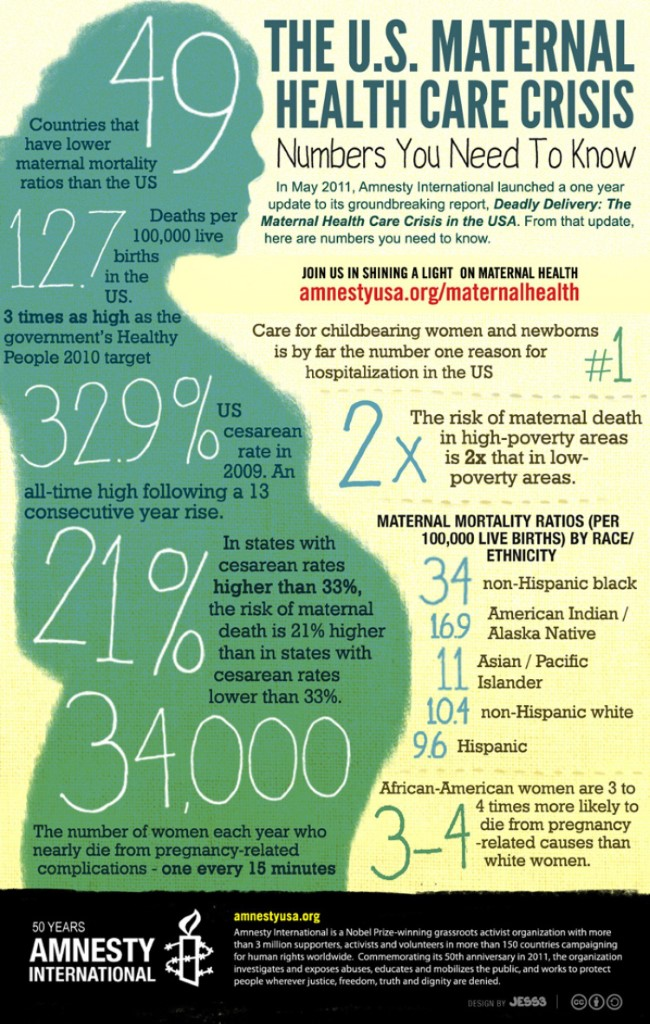 THE U.S. MATERNAL
HEALTH CARE CRISIS
Numbers You Need To Know
In May 2011, Amnesty International launched a one year
update to its groundbreaking report, Deadly Delivery: The
Maternal Health Care Crisis in the USA. From that update,
here are numbers you need to know.
JOIN US IN SHINING A LIGHT ON MATERNAL HEALTH
amnestyusa.org/maternalhealth
49
Countries that
have lower
maternal mortality
ratios than the US
12.7
Deaths per
100,000 live
births
in the
US.
3 times as high as the
government's Healthy
People 2010 target
32.9%
US
cesarean
rate in
2009. An
all-time high following a 13
consecutive year rise.
21%
In states with
cesarean rates
higher than 33%,
the risk of maternal
death is 21% higher
than in states with
cesarean rates
lower than 33%.
34,000
The number of women each year who
nearly die from pregnancy-related
complications - one every 15 minutes
Care for childbearing women and newborns
is by far the number one reason for
hospitalization in the US
#1
2x
The risk of maternal death
in high-poverty areas
is 2x that in low-
poverty areas.
MATERNAL MORTALITY RATIOS (PER
100,000 LIVE BIRTHS) BY RACE/
ETHNICITY
34 non-Hispanic black
16.9 American Indian /
Alaska Native
11 Asian / Pacific
Islander
10.4 non-Hispanic white
9.6 Hispanic
African-American women are 3 to
4 times more likely to
die from pregnancy
-related causes than
white women.
3-4
50 YEARS
AMNESTY
INTERNATIONAL
amnestyusa.org
Amnesty International is a Nobel Prize-winning grassroots activist organization with more
than 3 million supporters, activists and volunteers in more than 150 countries campaigning
for human rights worldwide. Commemorating its 50th anniversary in 2011, the organization
investigates and exposes abuses, educates and mobilizes the public, and works to protect
people wherever justice, freedom, truth and dignity are denied.
DESIGN BY JESS3
cc